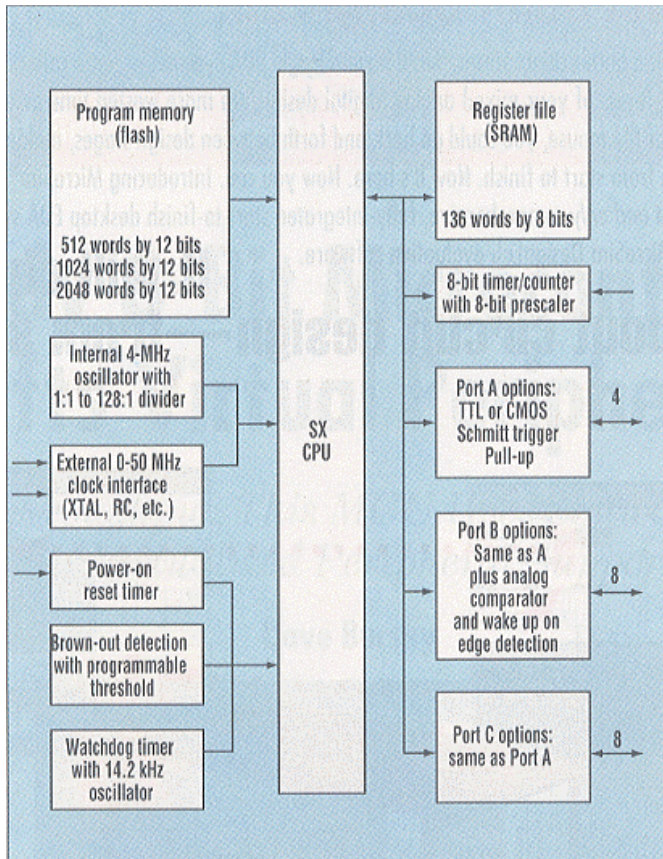 Program memory
(flash)
512 words by 12 bits
1024 words by 12 bits
2048 words by 12 bits
Internal 4-MHz
oscillator with
1:1 to 128:1 divider
External 0-50 MHz
clock interface
(XTAL, RC, etc.)
Power-on
reset timer
Brown-out detection
with programmable
threshold
Watchdog timer
with 14.2 kHz
oscillator
SX
CPU
Register file
(SRAM)
136 words by 8 bits
8-bit timer/counter
with 8-bit prescaler
Port A options:
TTL or CMOS
Schmitt trigger
Pull-up
4
Port B options:
Same as A
plus analog
comparator
and wake up on
edge detection
8
Port C options:
same as Port A
8